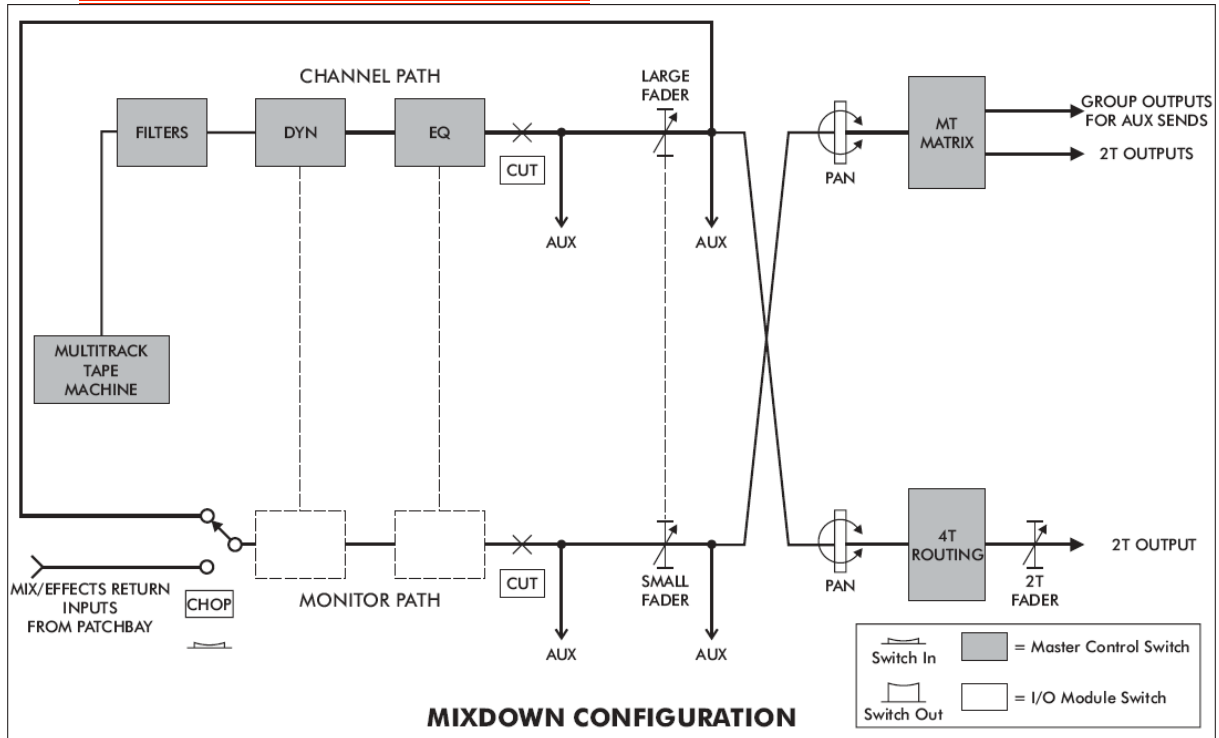 CHANNEL PATH
FILTERS
DYN
EQ
CUT
AUX
LARGE
FADER
AUX
PAN
MT
MATRIX
GROUP OUTPUTS
FOR AUX SENDS
2T OUTPUTS
MULTITRACK
TAPE
MACHINE
MIX/EFFECTS RETURN
INPUTS
FROM PATCHBAY
CHOP
MONITOR PATH
CUT
AUX
SMALL
FADER
AUX
PAN
4T
ROUTING
2T
FADER
2T OUTPUT
Switch In
= Master Control Switch
Switch Out
= I/O Module Switch
MIXDOWN CONFIGURATION